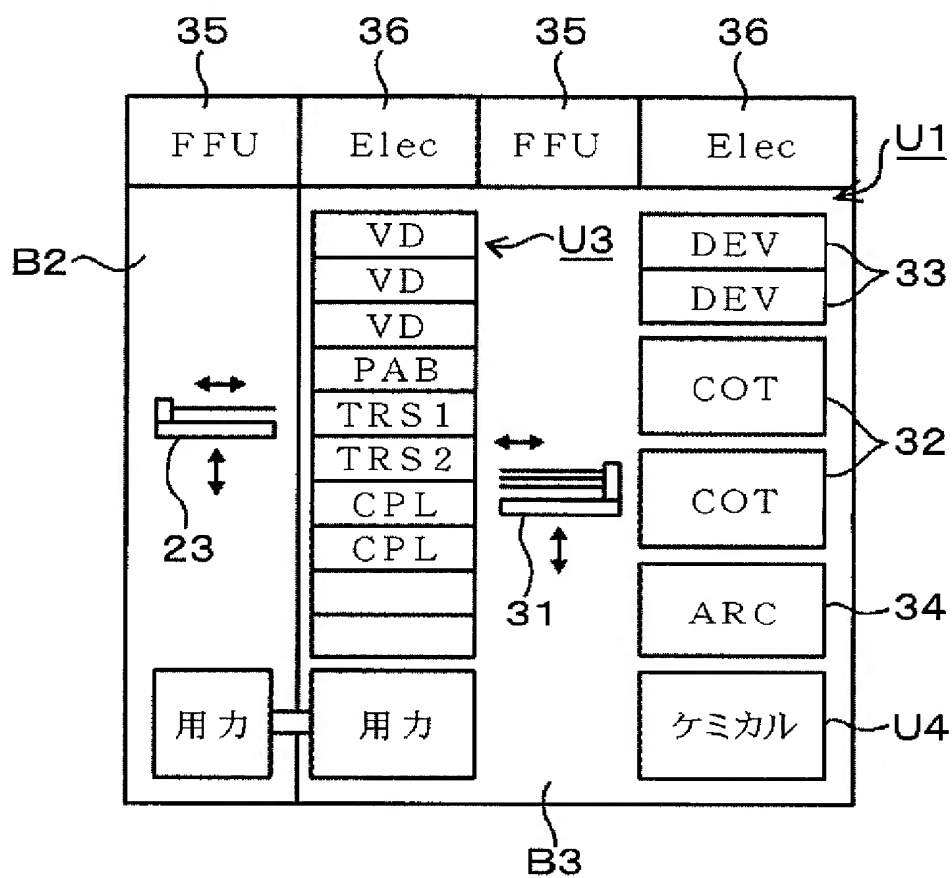 35 36 35 36
FFU Elec FFU Elec
U1
B2
VD
U3
DEV
33
VD
DEV
VD
PAB
COT
TRS1
32
TRS2
COT
CPL
23
CPL
31
ARC
34
用力 用力 ケミカル
U4
B3